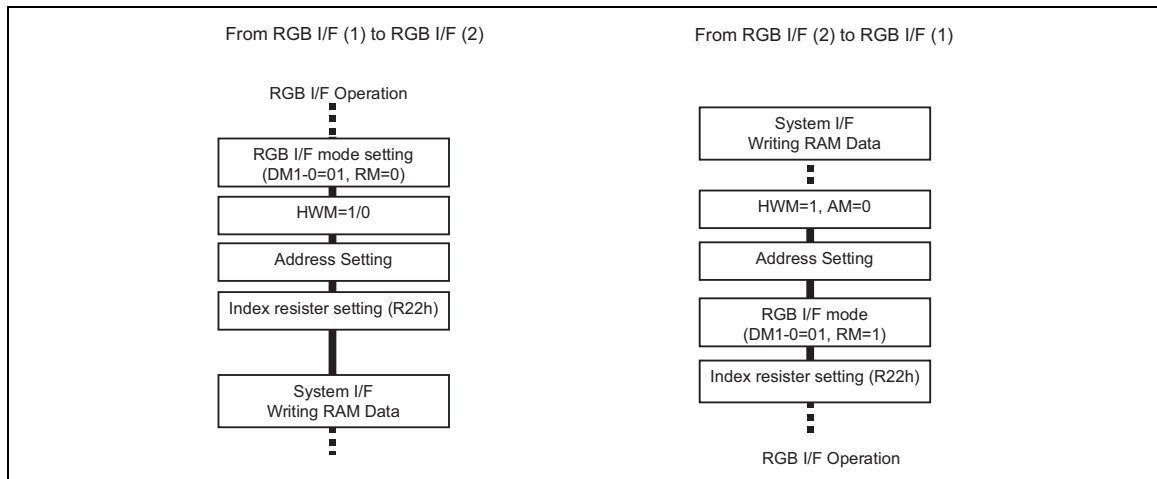 From RGB I/F (1) to RGB I/F (2)
RGB I/F Operation
RGB I/F mode setting
(DM1-0=01, RM=0)
HWM=1/0
Address Setting
Index resister setting (R22h)
System I/F
Writing RAM Data
From RGB I/F (2) to RGB I/F (1)
System I/F
Writing RAM Data
HWM=1, AM=0
Address Setting
RGB I/F mode
(DM1-0=01, RM=1)
Index resister setting (R22h)
RGB I/F Operation